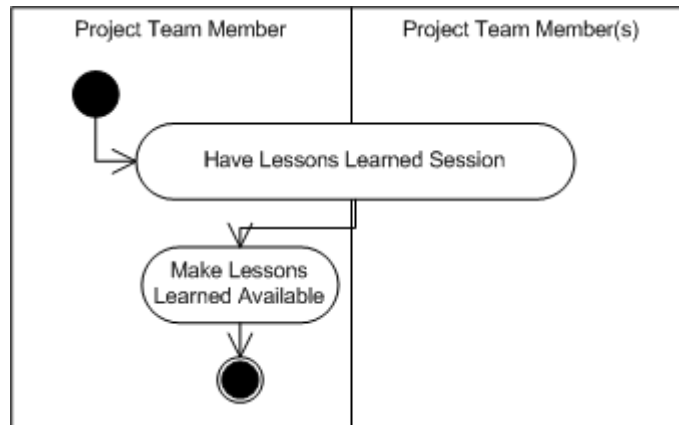 Project Team Member
Project Team Member(s)
Have Lessons Learned Session
Make Lessons
Learned Available